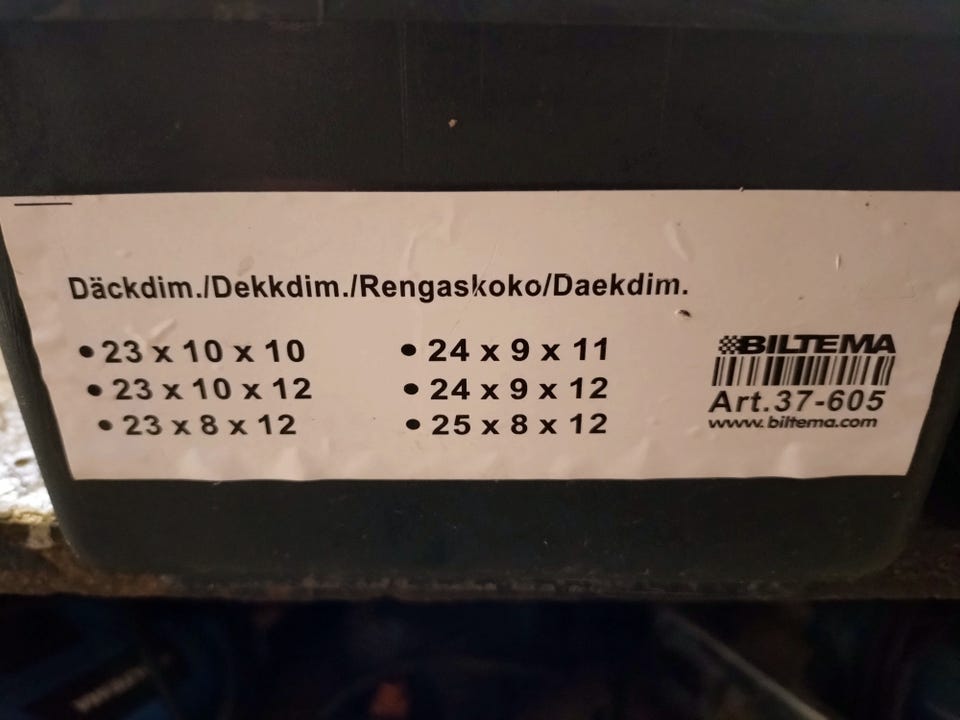 Däckdim./Dekkdim./Rengaskoko/Daekdim.
• 23 x 10 x 10
• 23 x 10 x 12
• 23 x 8 x 12
• 24 x 9 x 11
• 24 x 9 x 12
• 25 x 8 x 12
BILTEMA
Art.37-605
www.biltema.com